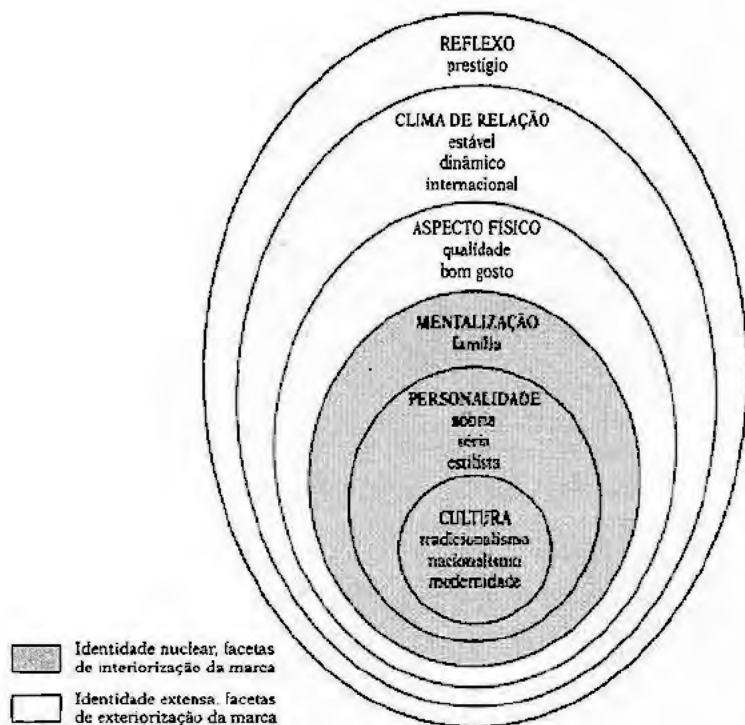 REFLEXO
prestígio
CLIMA DE RELAÇÃO
estável
dinâmico
internacional
ASPECTO FÍSICO
qualidade
bom gosto
MENTALIZAÇÃO
família
PERSONALIDADE
sóbria
séria
estilista
CULTURA
tradicionalismo
nacionalismo
modernidade
Identidade nuclear, facetas
de interiorização da marca
Identidade extensa, facetas
de exteriorização da marca